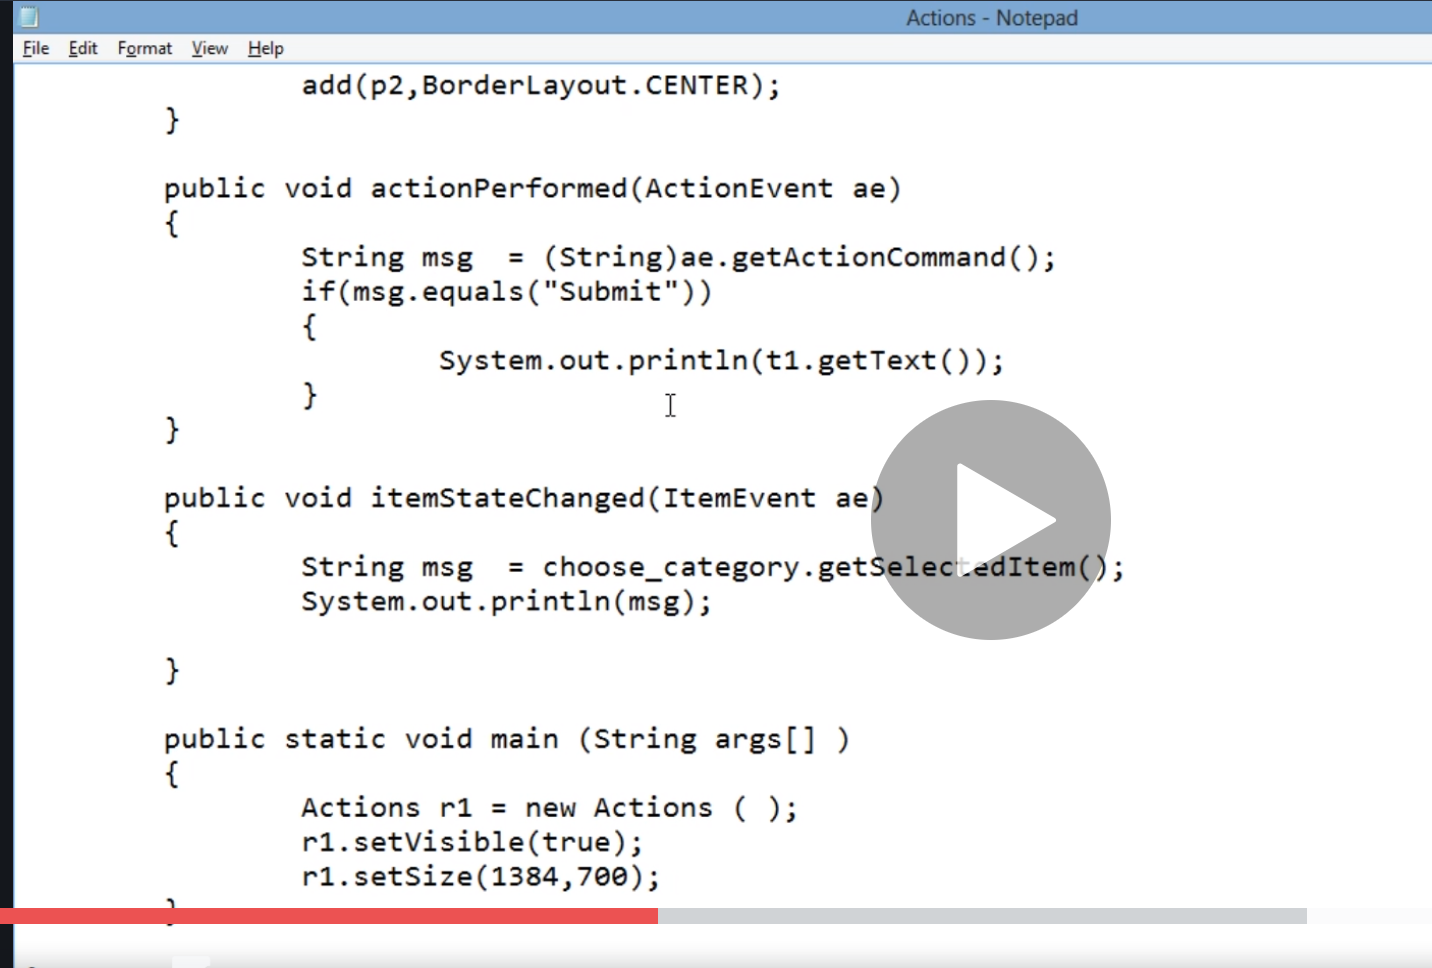 Actions - Notepad
File Edit Format View Help
add(p2,BorderLayout.CENTER);
}
public void actionPerformed(ActionEvent ae)
{
String msg  = (String)ae.getActionCommand();
if(msg.equals("Submit"))
{
System.out.println(t1.getText());
}
}
public void itemStateChanged(ItemEvent ae)
{
String msg  = choose_category.getSelectedItem();
System.out.println(msg);
}
public static void main (String args[] )
{
Actions r1 = new Actions ( );
r1.setVisible(true);
r1.setSize(1384,700);
}